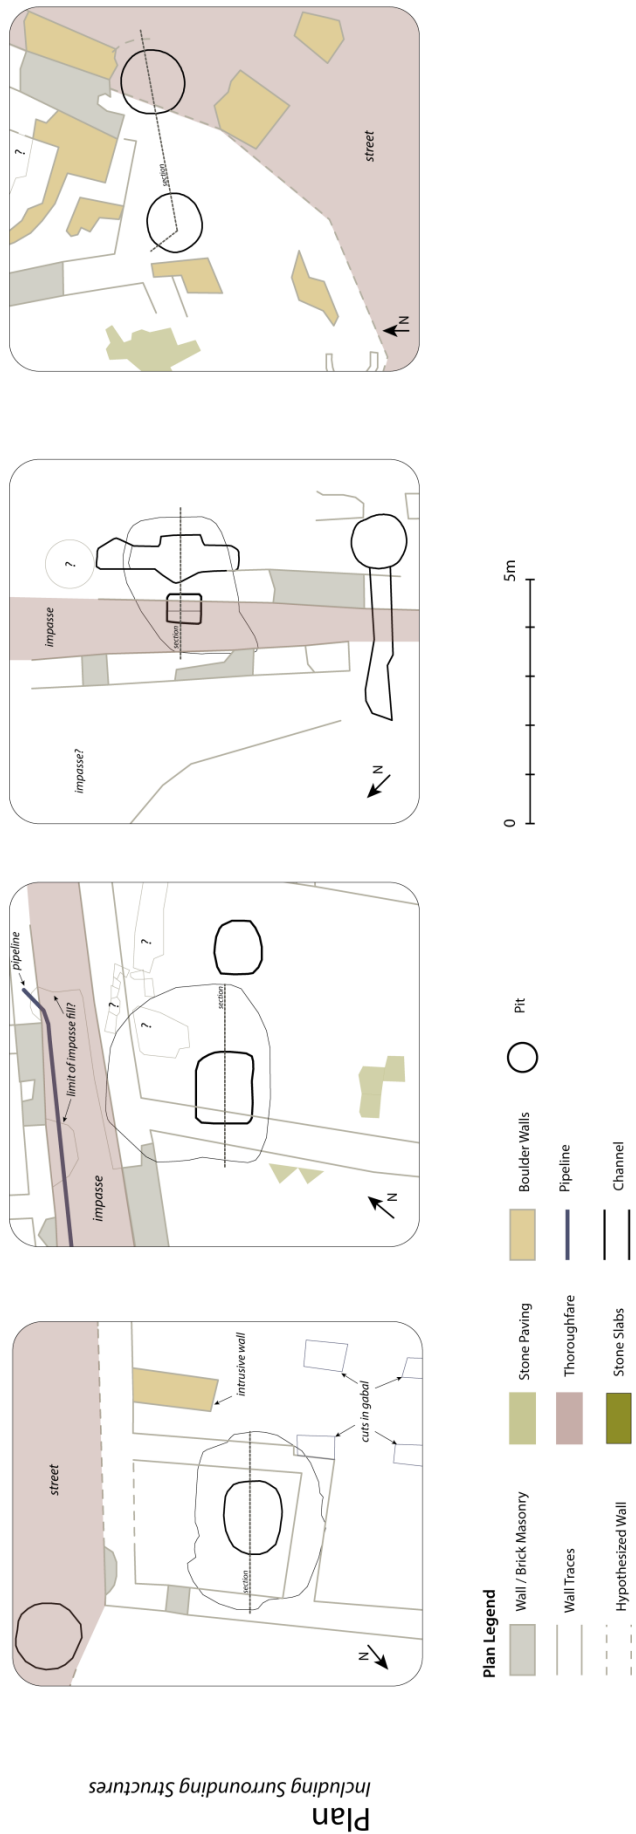 Plan
Including Surrounding Structures
street
N
section
intrusive wall
cuts in gabal
impasse
pipeline
limit of impasse fill?
?
?
?
section
N
impasse?
impasse
?
section
N
?
section
street
N
Plan Legend
Wall / Brick Masonry
Wall Traces
Hypothesized Wall
Stone Paving
Thoroughfare
Stone Slabs
Boulder Walls
Pipeline
Channel
Pit
0
5m